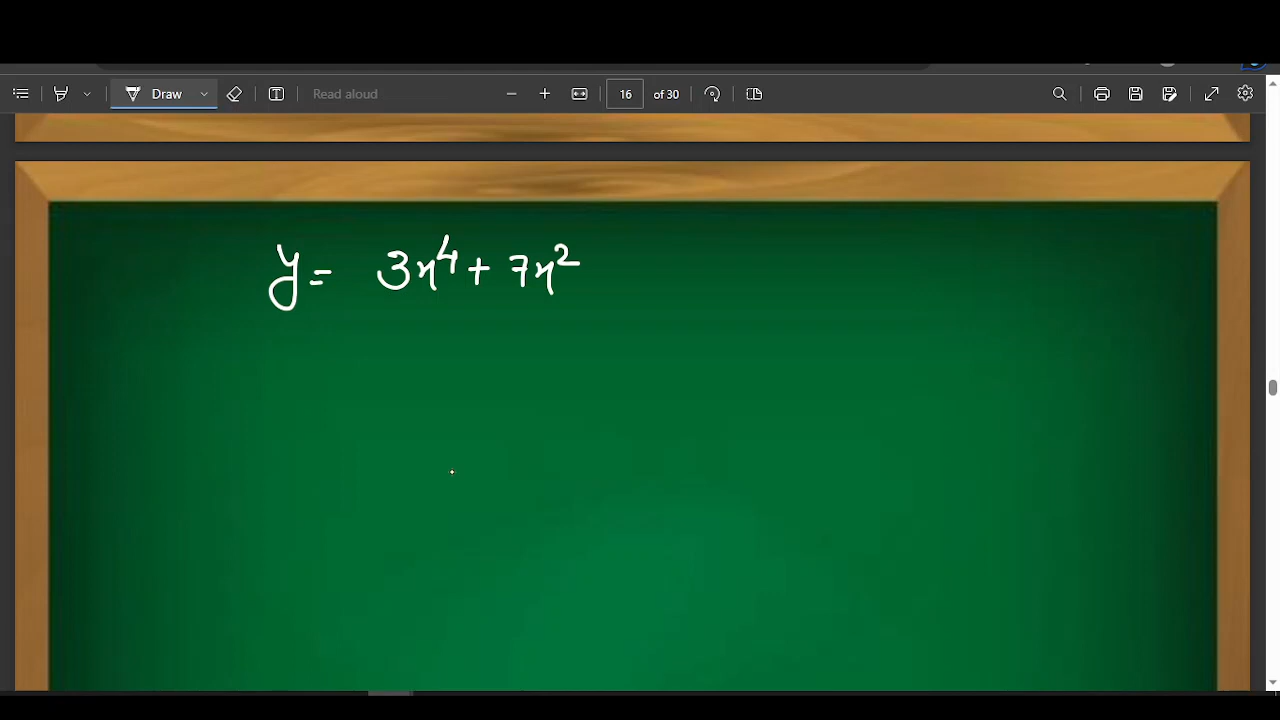 Draw
Read aloud
16 of 30
y= 3x⁴+ 7x²